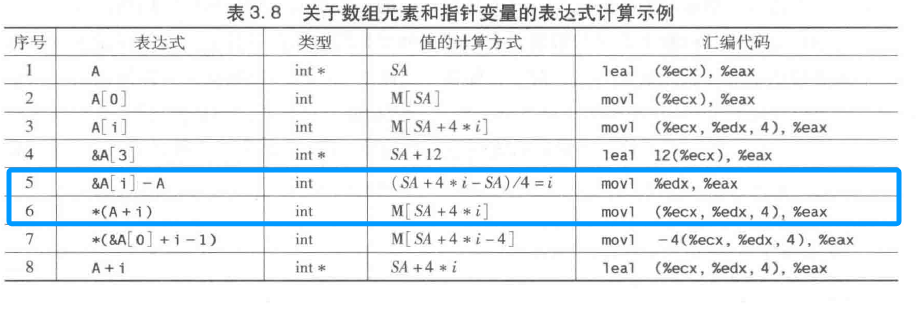 表 3. 8 关于数组元素和指针变量的表达式计算示例
序号 表达式 类型 值的计算方式 汇编代码
1 A int * SA leal (%ecx), %eax
2 A[0] int M[SA] movl (%ecx), %eax
3 A[i] int M[SA+4*i] movl (%ecx, %edx, 4), %eax
4 &A[3] int * SA+12 leal 12(%ecx), %eax
5 &A[i]-A int (SA+4*i-SA)/4=i movl %edx, %eax
6 *(A+i) int M[SA+4*i] movl (%ecx, %edx, 4), %eax
7 *(&A[0]+i-1) int M[SA+4*i-4] movl -4(%ecx, %edx, 4), %eax
8 A+i int * SA+4*i leal (%ecx, %edx, 4), %eax